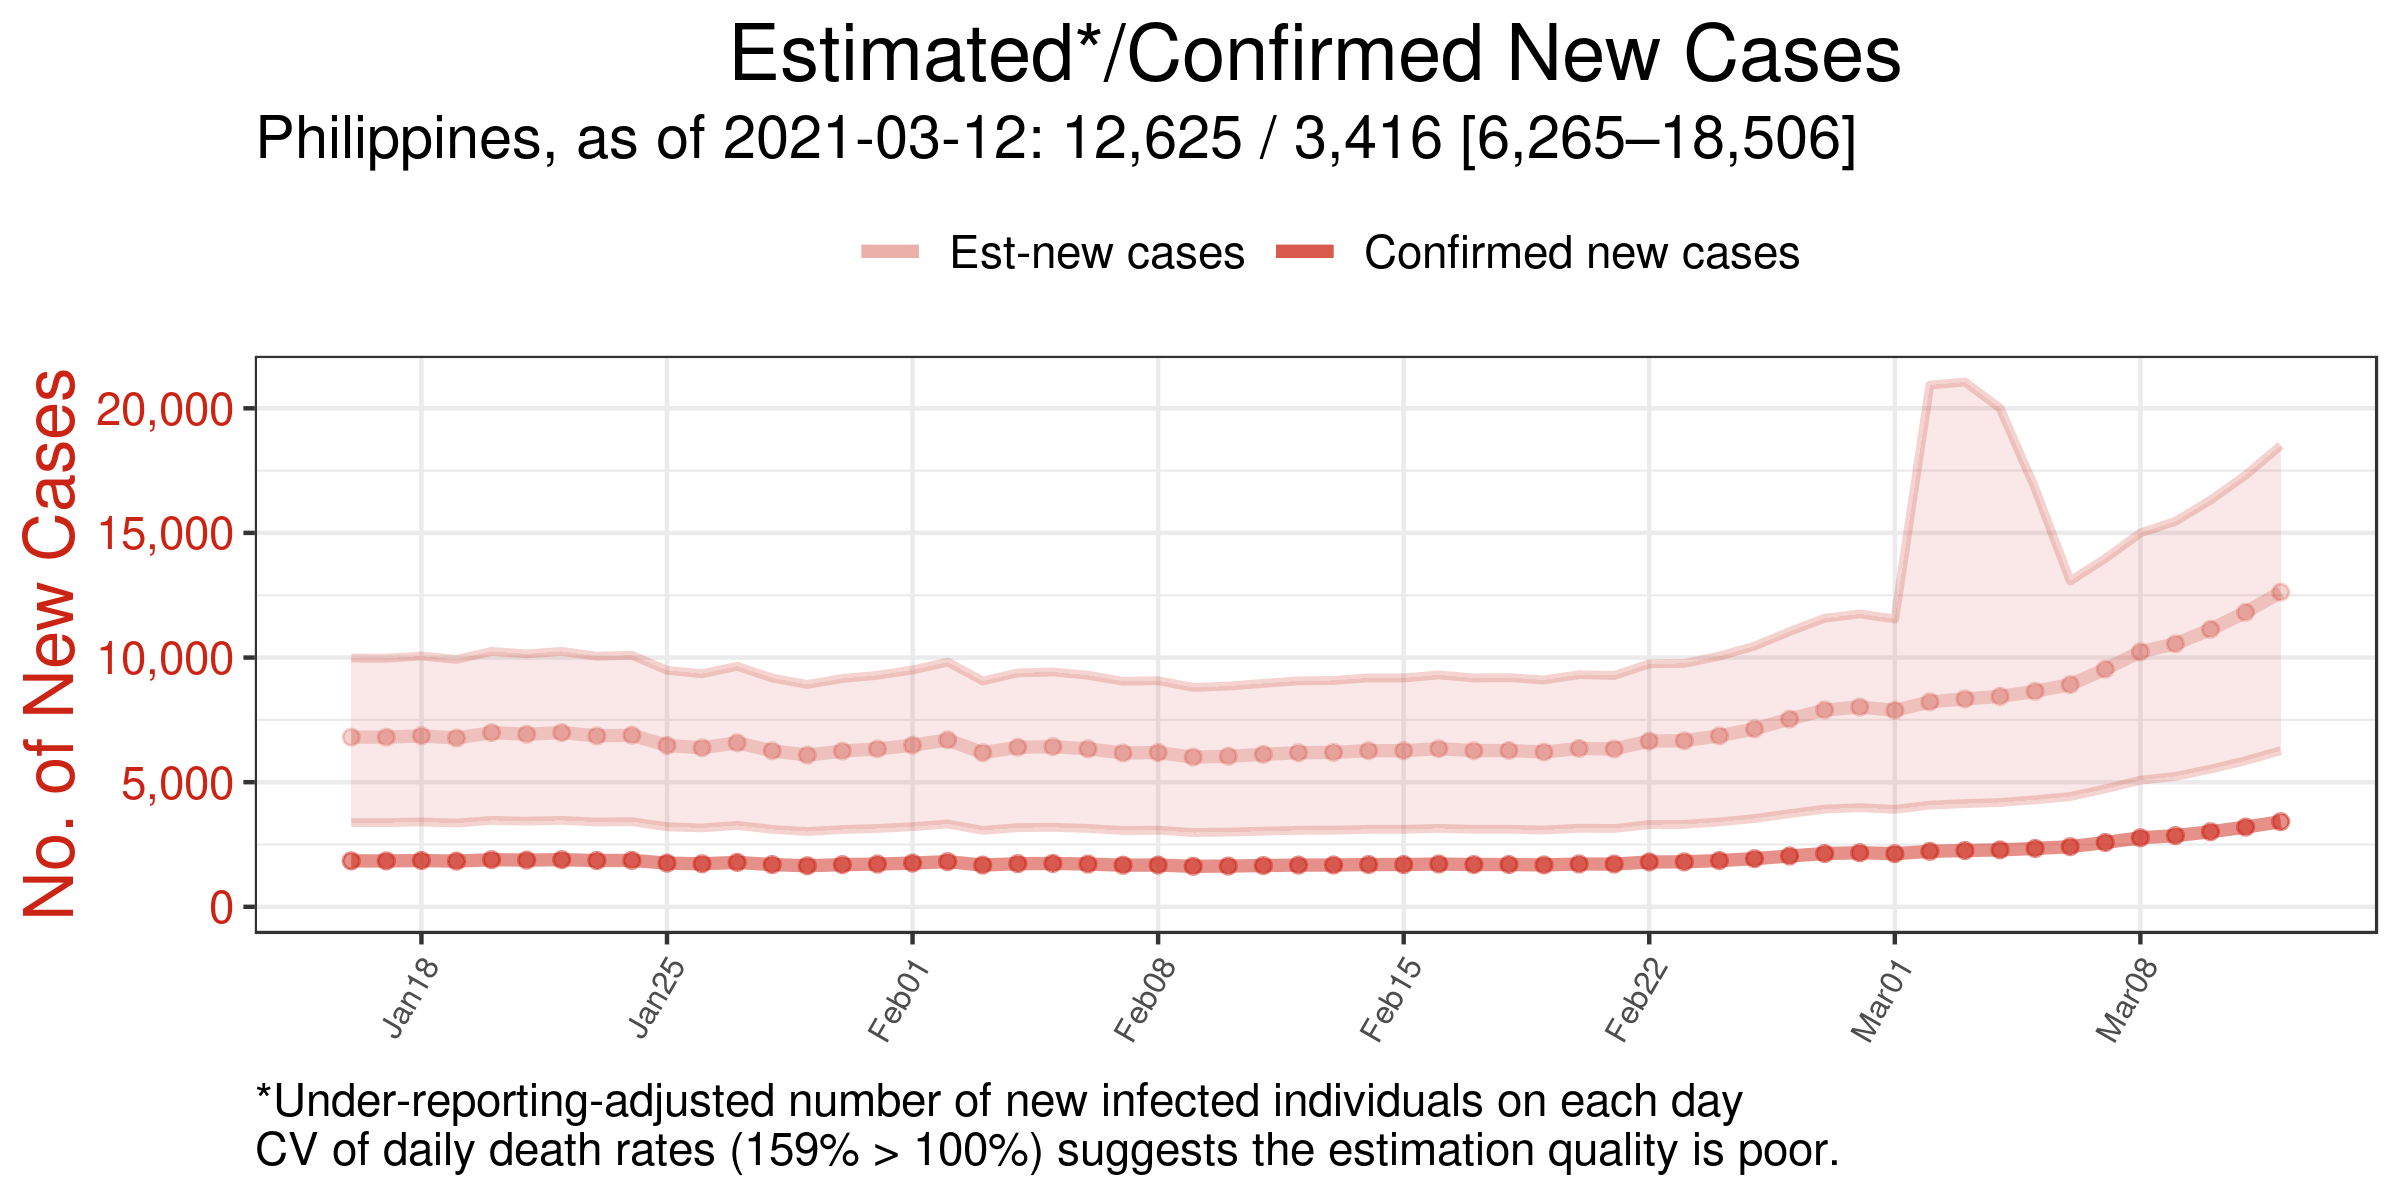 Estimated*/Confirmed New Cases
Philippines, as of 2021-03-12: 12,625 / 3,416 [6,265–18,506]
Est-new cases Confirmed new cases
No. of New Cases
20,000
15,000
10,000
5,000
0
Jan18 Jan25 Feb01 Feb08 Feb15 Feb22 Mar01 Mar08
*Under-reporting-adjusted number of new infected individuals on each day
CV of daily death rates (159% > 100%) suggests the estimation quality is poor.